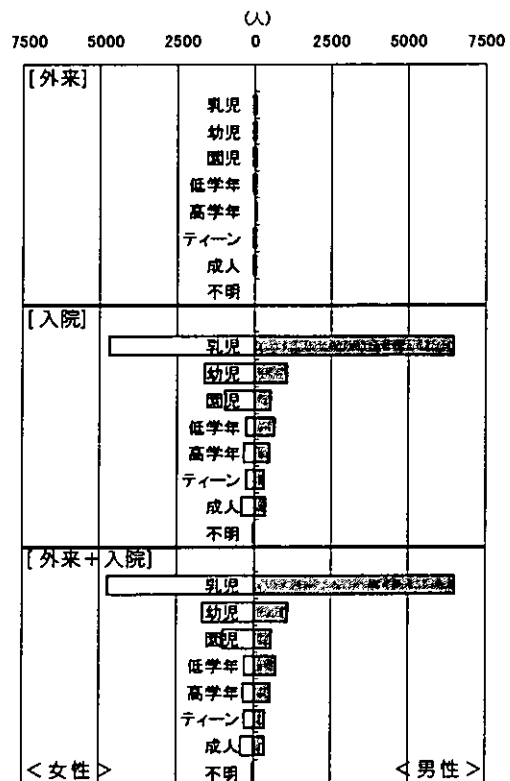 (人)
7500 5000 2500 0 2500 5000 7500
[外来]
乳児
幼児
園児
低学年
高学年
ティーン
成人
不明
[入院]
乳児
幼児
園児
低学年
高学年
ティーン
成人
不明
[外来+入院]
乳児
幼児
園児
低学年
高学年
ティーン
成人
<女性> 不明 <男性>